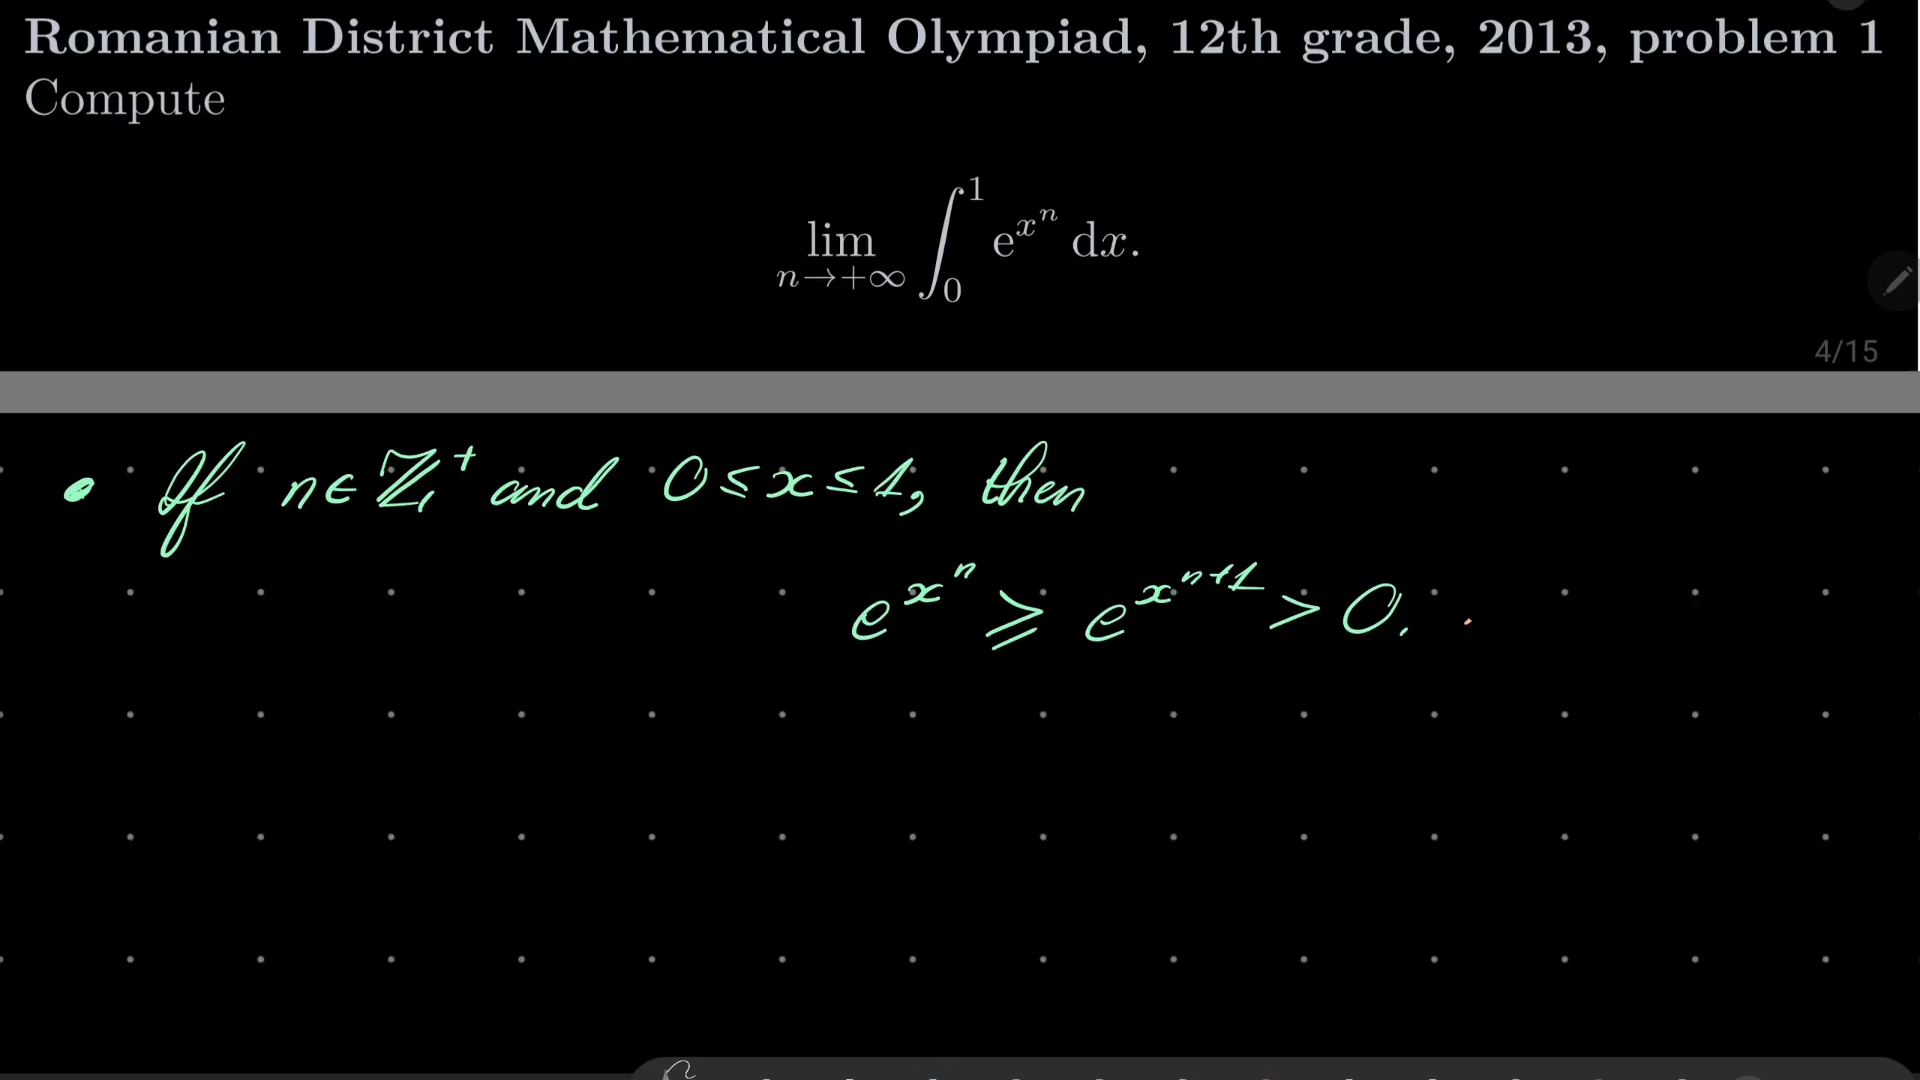 Romanian District Mathematical Olympiad, 12th grade, 2013, problem 1
Compute
lim_{n→+∞} ∫_0^1 e^{x^n} dx.
4/15
• If n ∈ ℤ⁺ and 0 ≤ x ≤ 1, then
e^{x^n} ⩾ e^{x^{n+1}} > 0.